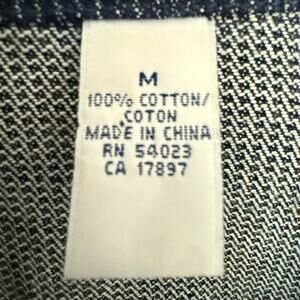 M
100% COTTON/
COTON
MADE IN CHINA
RN 54023
CA 17897